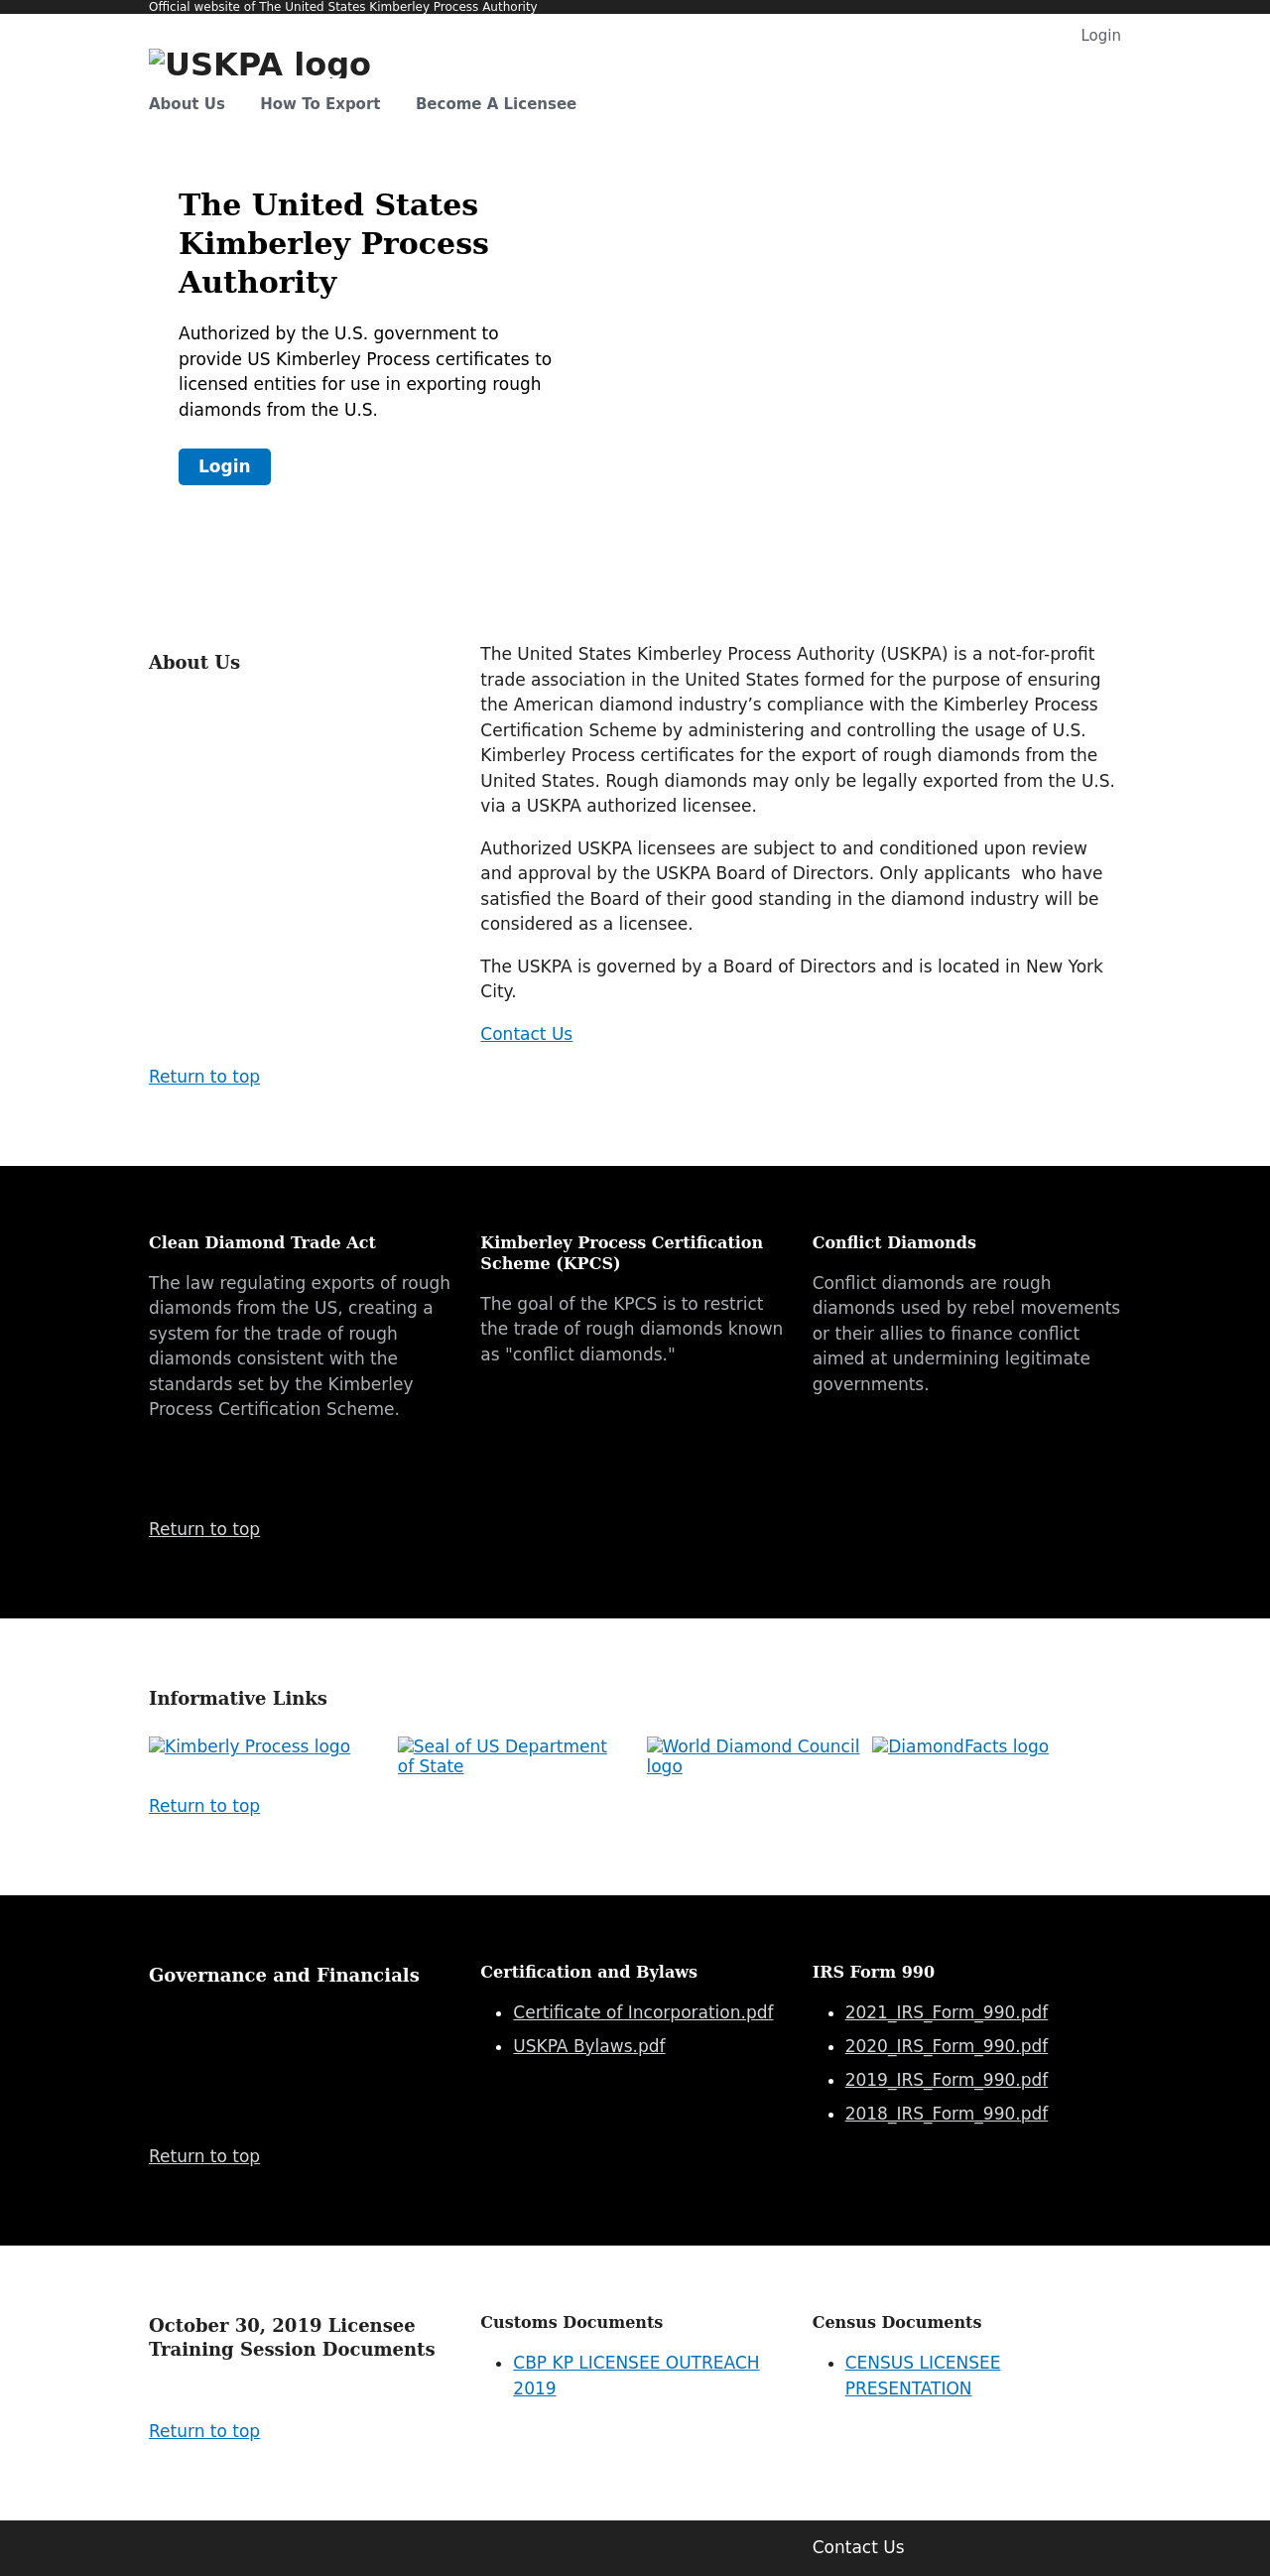 Official website of The United States Kimberley Process Authority
Login
USKPA logo
About Us How To Export Become A Licensee
The United States
Kimberley Process
Authority
Authorized by the U.S. government to
provide US Kimberley Process certificates to
licensed entities for use in exporting rough
diamonds from the U.S.
Login
About Us
The United States Kimberley Process Authority (USKPA) is a not-for-profit
trade association in the United States formed for the purpose of ensuring
the American diamond industry’s compliance with the Kimberley Process
Certification Scheme by administering and controlling the usage of U.S.
Kimberley Process certificates for the export of rough diamonds from the
United States. Rough diamonds may only be legally exported from the U.S.
via a USKPA authorized licensee.
Authorized USKPA licensees are subject to and conditioned upon review
and approval by the USKPA Board of Directors. Only applicants  who have
satisfied the Board of their good standing in the diamond industry will be
considered as a licensee.
The USKPA is governed by a Board of Directors and is located in New York
City.
Contact Us
Return to top
Clean Diamond Trade Act
The law regulating exports of rough
diamonds from the US, creating a
system for the trade of rough
diamonds consistent with the
standards set by the Kimberley
Process Certification Scheme.
Kimberley Process Certification
Scheme (KPCS)
The goal of the KPCS is to restrict
the trade of rough diamonds known
as "conflict diamonds."
Conflict Diamonds
Conflict diamonds are rough
diamonds used by rebel movements
or their allies to finance conflict
aimed at undermining legitimate
governments.
Return to top
Informative Links
Kimberly Process logo
Seal of US Department
of State
World Diamond Council
logo
DiamondFacts logo
Return to top
Governance and Financials
Certification and Bylaws
• Certificate of Incorporation.pdf
• USKPA Bylaws.pdf
IRS Form 990
• 2021_IRS_Form_990.pdf
• 2020_IRS_Form_990.pdf
• 2019_IRS_Form_990.pdf
• 2018_IRS_Form_990.pdf
Return to top
October 30, 2019 Licensee
Training Session Documents
Customs Documents
• CBP KP LICENSEE OUTREACH
2019
Census Documents
• CENSUS LICENSEE
PRESENTATION
Return to top
Contact Us